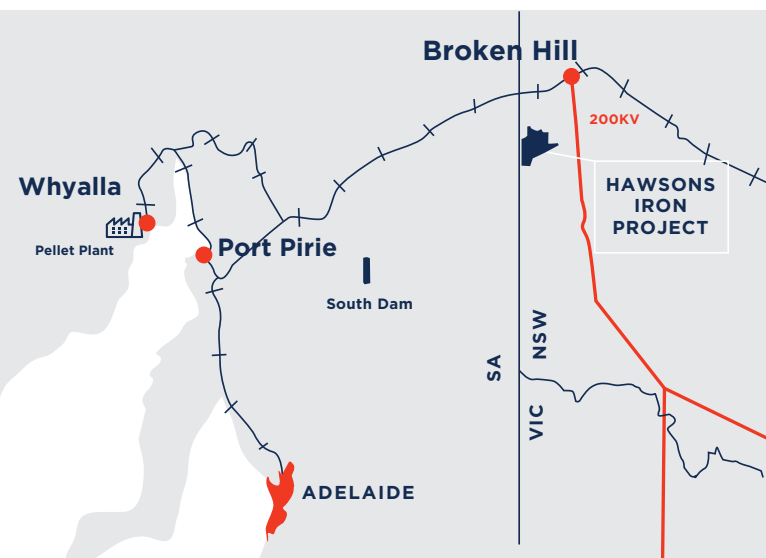 Broken Hill
200KV
Whyalla
HAWSONS
IRON
PROJECT
Pellet Plant
Port Pirie
South Dam
SA
NSW
VIC
ADELAIDE